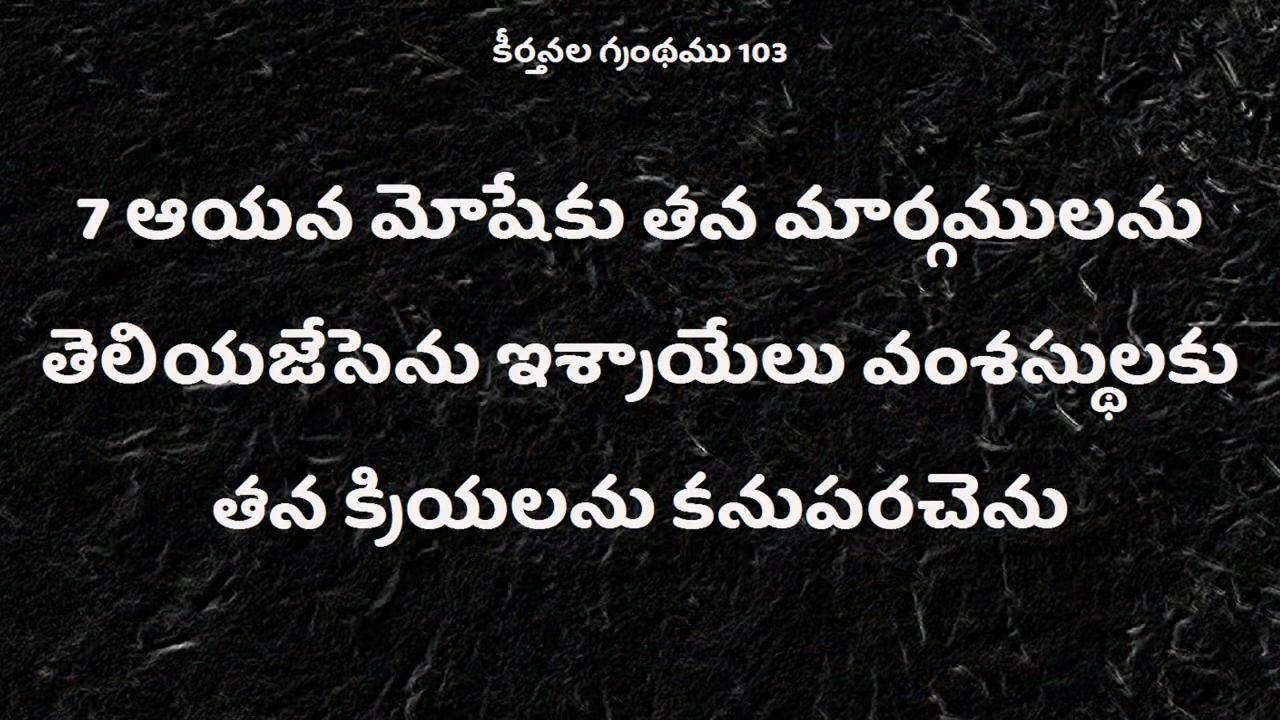 కీర్తనల గ్రంథము 103
7 ఆయన మోషేకు తన మార్గములను
తెలియజేసెను ఇశ్రాయేలు వంశస్థులకు
తన క్రియలను కనుపరచెను